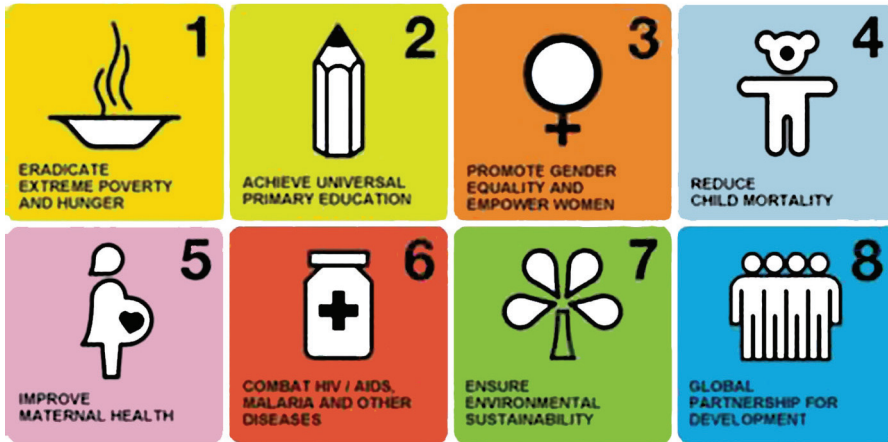 1
ERADICATE
EXTREME POVERTY
AND HUNGER
2
ACHIEVE UNIVERSAL
PRIMARY EDUCATION
3
PROMOTE GENDER
EQUALITY AND
EMPOWER WOMEN
4
REDUCE
CHILD MORTALITY
5
IMPROVE
MATERNAL HEALTH
6
COMBAT HIV / AIDS,
MALARIA AND OTHER
DISEASES
7
ENSURE
ENVIRONMENTAL
SUSTAINABILITY
8
GLOBAL
PARTNERSHIP FOR
DEVELOPMENT